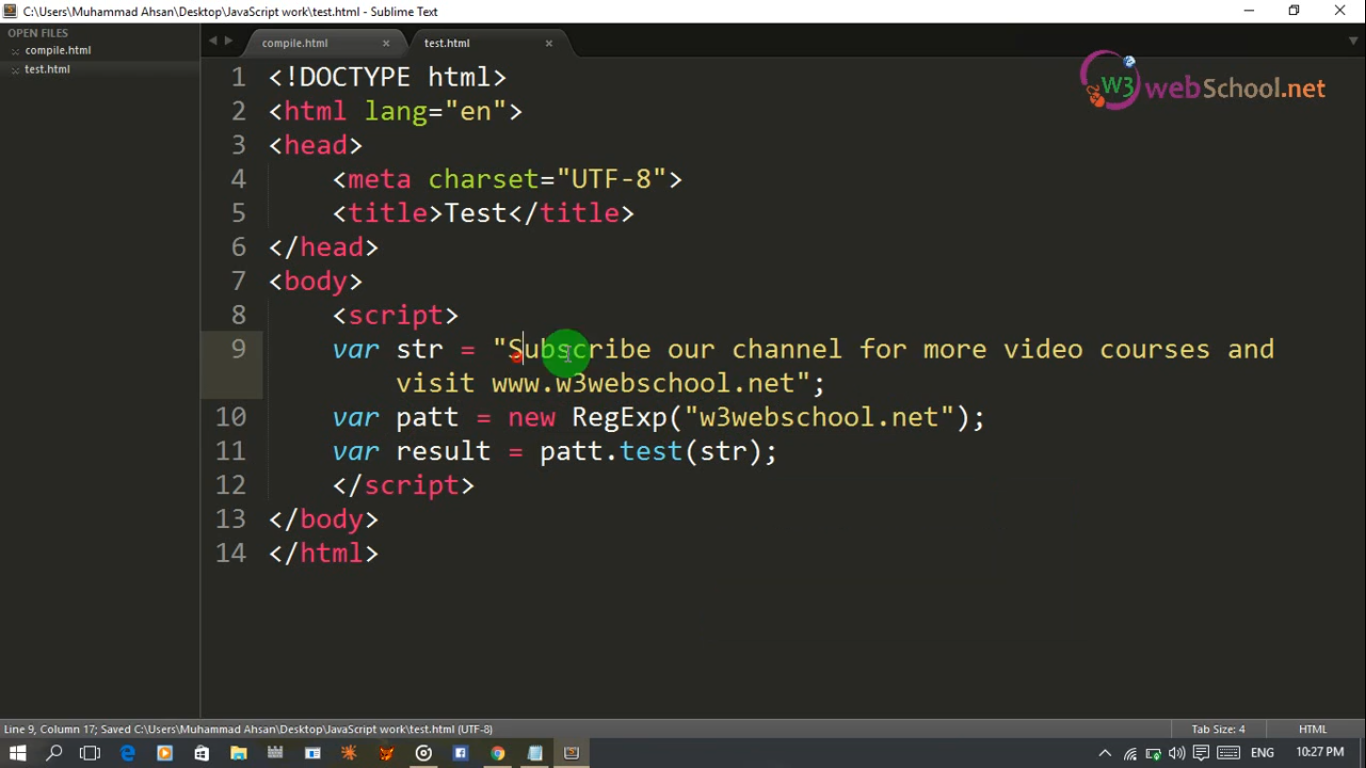 C:\Users\Muhammad Ahsan\Desktop\JavaScript work\test.html - Sublime Text
OPEN FILES
compile.html
test.html
compile.html
test.html
W3 webSchool.net
1 <!DOCTYPE html>
2 <html lang="en">
3 <head>
4 <meta charset="UTF-8">
5 <title>Test</title>
6 </head>
7 <body>
8 <script>
9 var str = "Subscribe our channel for more video courses and
visit www.w3webschool.net";
10 var patt = new RegExp("w3webschool.net");
11 var result = patt.test(str);
12 </script>
13 </body>
14 </html>
Line 9, Column 17; Saved C:\Users\Muhammad Ahsan\Desktop\JavaScript work\test.html (UTF-8)
Tab Size: 4
HTML
ENG
10:27 PM